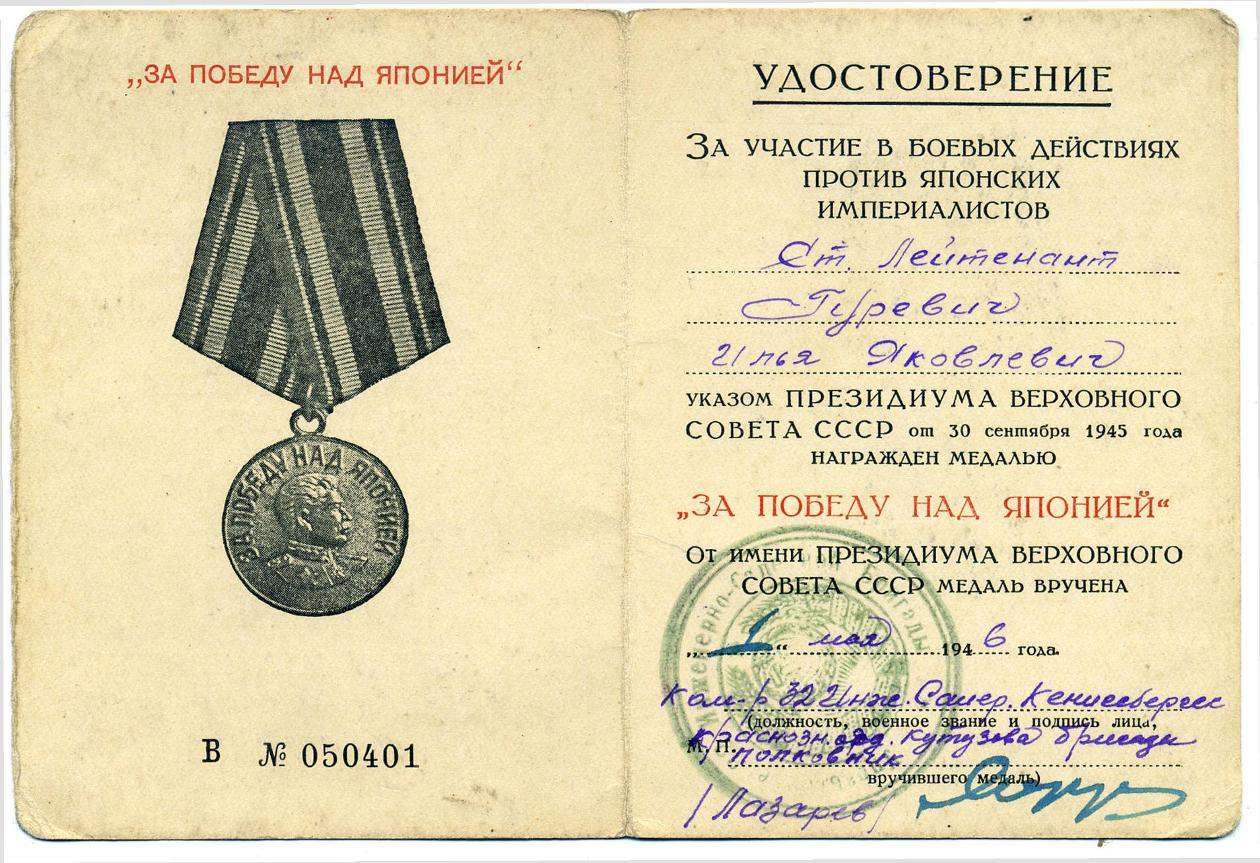 „ЗА ПОБЕДУ НАД ЯПОНИЕЙ“
ЗА ПОБЕДУ НАД ЯПОНИЕЙ
В № 050401
УДОСТОВЕРЕНИЕ
ЗА УЧАСТИЕ В БОЕВЫХ ДЕЙСТВИЯХ
ПРОТИВ ЯПОНСКИХ
ИМПЕРИАЛИСТОВ
Ст. Лейтенант
Гуревич
Илья Яковлевич
УКАЗОМ ПРЕЗИДИУМА ВЕРХОВНОГО
СОВЕТА СССР от 30 сентября 1945 года
НАГРАЖДЕН МЕДАЛЬЮ
„ЗА ПОБЕДУ НАД ЯПОНИЕЙ“
ОТ ИМЕНИ ПРЕЗИДИУМА ВЕРХОВНОГО
СОВЕТА СССР МЕДАЛЬ ВРУЧЕНА
„1“ мая 1946 года.
Ком-р 32 Инж. Сапер. Кенигсбергск
(должность, военное звание и подпись лица,
Краснозн. орд. Кутузова бригады
М. П. Полковник
вручившего медаль)
/Лазарев/